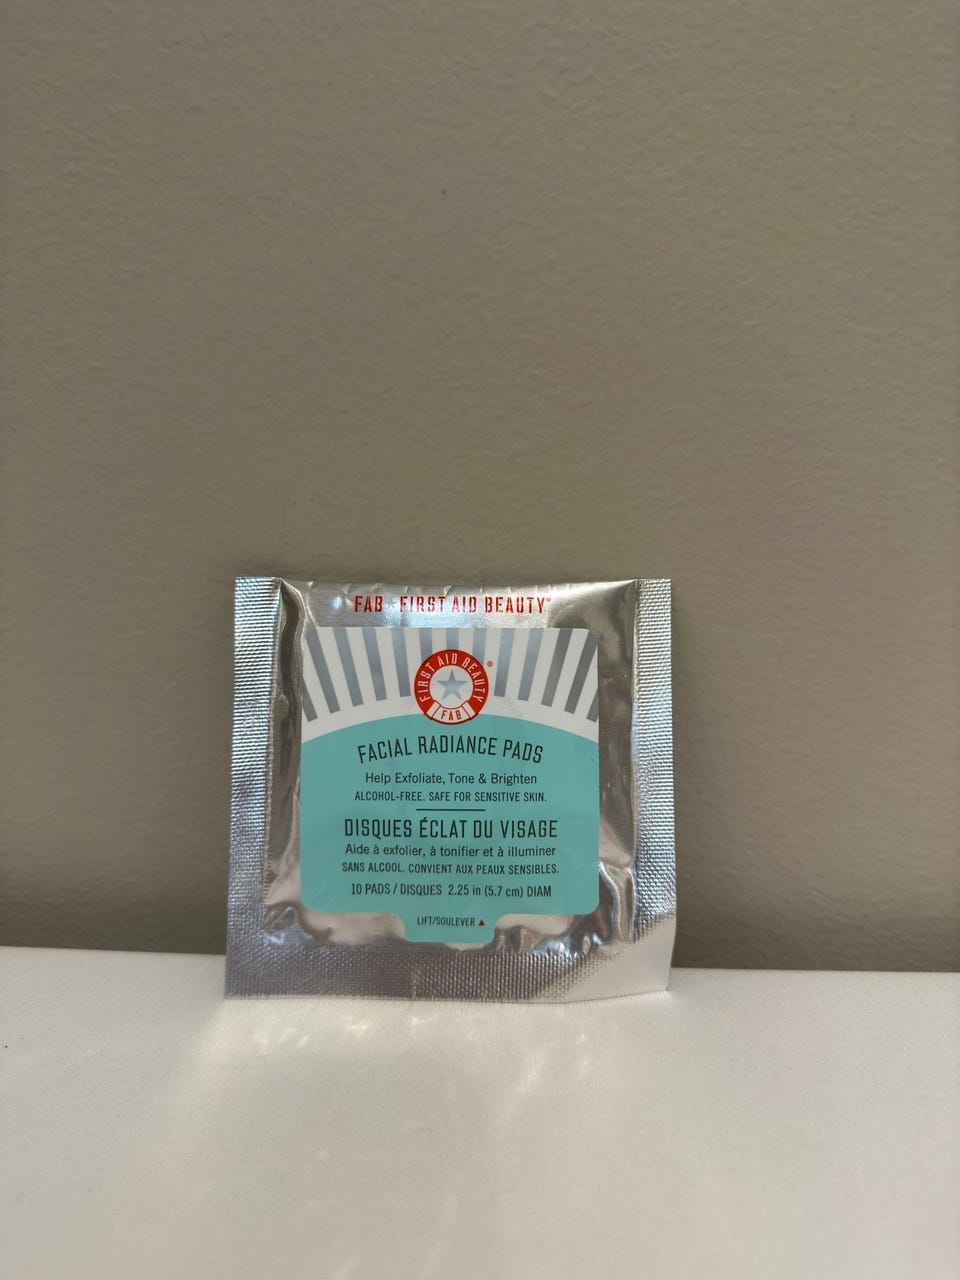 FAB FIRST AID BEAUTY®
FIRST AID BEAUTY®
FAB
FACIAL RADIANCE PADS
Help Exfoliate, Tone & Brighten
ALCOHOL-FREE. SAFE FOR SENSITIVE SKIN.
DISQUES ÉCLAT DU VISAGE
Aide à exfolier, à tonifier et à illuminer
SANS ALCOOL. CONVIENT AUX PEAUX SENSIBLES.
10 PADS / DISQUES 2.25 in (5.7 cm) DIAM
LIFT/SOULEVER